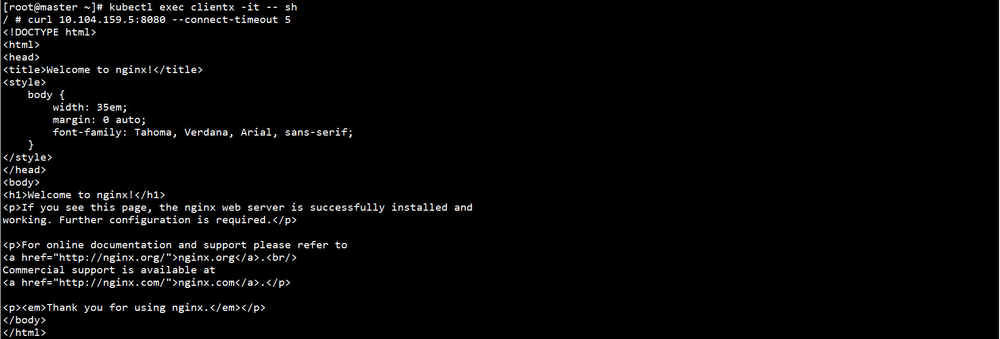 [root@master ~]# kubectl exec clientx -it -- sh
/ # curl 10.104.159.5:8080 --connect-timeout 5
<!DOCTYPE html>
<html>
<head>
<title>Welcome to nginx!</title>
<style>
    body {
        width: 35em;
        margin: 0 auto;
        font-family: Tahoma, Verdana, Arial, sans-serif;
    }
</style>
</head>
<body>
<h1>Welcome to nginx!</h1>
<p>If you see this page, the nginx web server is successfully installed and
working. Further configuration is required.</p>

<p>For online documentation and support please refer to
<a href="http://nginx.org/">nginx.org</a>.<br/>
Commercial support is available at
<a href="http://nginx.com/">nginx.com</a>.</p>

<p><em>Thank you for using nginx.</em></p>
</body>
</html>